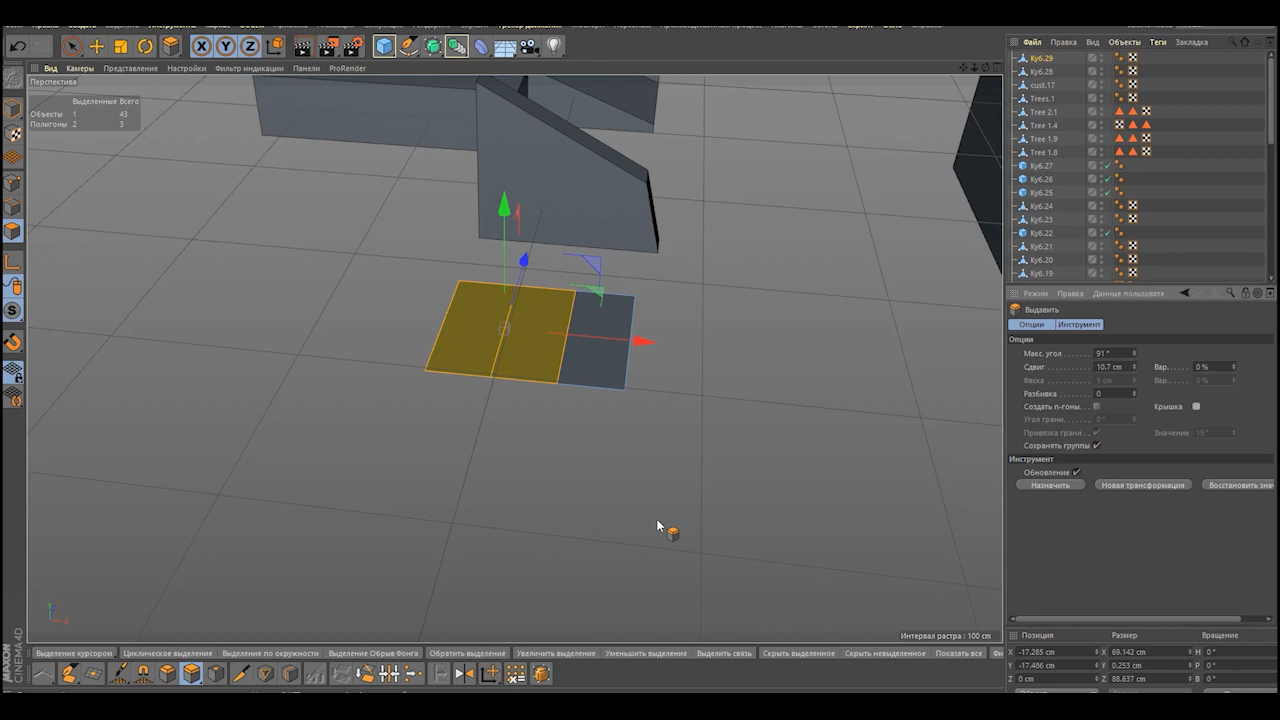 X Y Z
Файл Правка Вид Объекты Теги Закладка
Вид Камеры Представление Настройки Фильтр индикации Панели ProRender
Перспектива
Выделенные Всего
Объекты 1 43
Полигоны 2 3
Куб.29
Куб.28
cust.17
Trees.1
Tree 2.1
Tree 1.4
Tree 1.9
Tree 1.8
Куб.27
Куб.26
Куб.25
Куб.24
Куб.23
Куб.22
Куб.21
Куб.20
Куб.19
Режим Правка Данные пользовате
Выдавить
Опции Инструмент
Опции
Макс. угол 91 °
Сдвиг 10.7 cm Вар. 0 %
Фаска 5 cm Вар. 0 %
Разбивка 0
Создать n-гоны. Крышка
Угол грани. 0 °
Привязка грани Значение 15 °
Сохранять группы
Инструмент
Обновление
Назначить Новая трансформация Восстановить зна
Интервал растра : 100 cm
Позиция Размер Вращение
X -17.285 cm X 69.142 cm H 0 °
Y -17.486 cm Y 0.253 cm P 0 °
Z 0 cm Z 88.637 cm B 0 °
Выделение курсором Циклическое выделение Выделение по окружности Выделение Обрыв Фонга Обратить выделение Увеличить выделение Уменьшить выделение Выделить связь Скрыть выделенное Скрыть невыделенное Показать все
MAXON CINEMA 4D